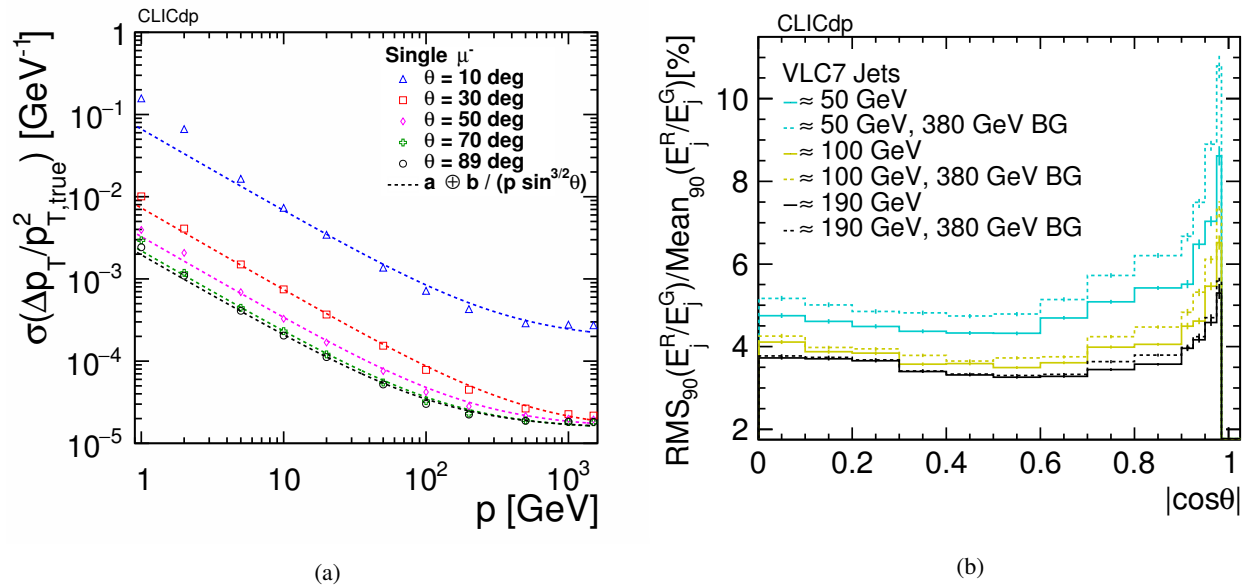 CLICdp
σ(Δp_T/p²_T,true) [GeV⁻¹]
1
10⁻¹
10⁻²
10⁻³
10⁻⁴
10⁻⁵
Single μ⁻
θ = 10 deg
θ = 30 deg
θ = 50 deg
θ = 70 deg
θ = 89 deg
a ⊕ b / (p sin^3/2θ)
1 10 10² 10³
p [GeV]
(a)
CLICdp
RMS₉₀(E_j^R/E_j^G)/Mean₉₀(E_j^R/E_j^G)[%]
10
8
6
4
2
VLC7 Jets
≈ 50 GeV
≈ 50 GeV, 380 GeV BG
≈ 100 GeV
≈ 100 GeV, 380 GeV BG
≈ 190 GeV
≈ 190 GeV, 380 GeV BG
0 0.2 0.4 0.6 0.8 1
|cosθ|
(b)